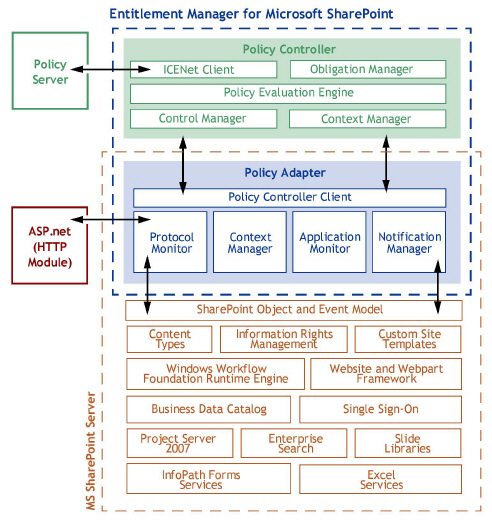 Entitlement Manager for Microsoft SharePoint
Policy
Server
Policy Controller
ICENet Client
Obligation Manager
Policy Evaluation Engine
Control Manager
Context Manager
Policy Adapter
Policy Controller Client
ASP.net
(HTTP
Module)
Protocol
Monitor
Context
Manager
Application
Monitor
Notification
Manager
SharePoint Object and Event Model
Content
Types
Information Rights
Management
Custom Site
Templates
Windows Workflow
Foundation Runtime Engine
Website and Webpart
Framework
Business Data Catalog
Single Sign-On
Project Server
2007
Enterprise
Search
Slide
Libraries
InfoPath Forms
Services
Excel
Services
MS SharePoint Server